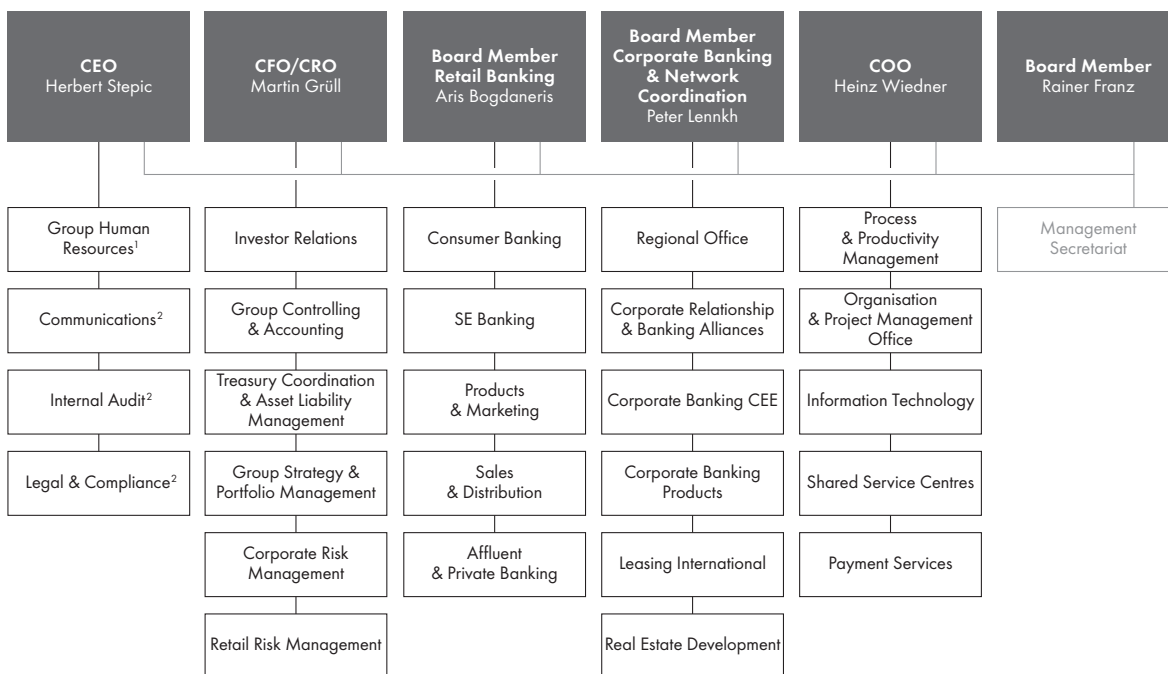 CEO
Herbert Stepic
CFO/CRO
Martin Grüll
Board Member
Retail Banking
Aris Bogdaneris
Board Member
Corporate Banking
& Network
Coordination
Peter Lennkh
COO
Heinz Wiedner
Board Member
Rainer Franz
Group Human
Resources¹
Communications²
Internal Audit²
Legal & Compliance²
Investor Relations
Group Controlling
& Accounting
Treasury Coordination
& Asset Liability
Management
Group Strategy &
Portfolio Management
Corporate Risk
Management
Retail Risk Management
Consumer Banking
SE Banking
Products
& Marketing
Sales
& Distribution
Affluent
& Private Banking
Regional Office
Corporate Relationship
& Banking Alliances
Corporate Banking CEE
Corporate Banking
Products
Leasing International
Real Estate Development
Process
& Productivity
Management
Organisation
& Project Management
Office
Information Technology
Shared Service Centres
Payment Services
Management
Secretariat